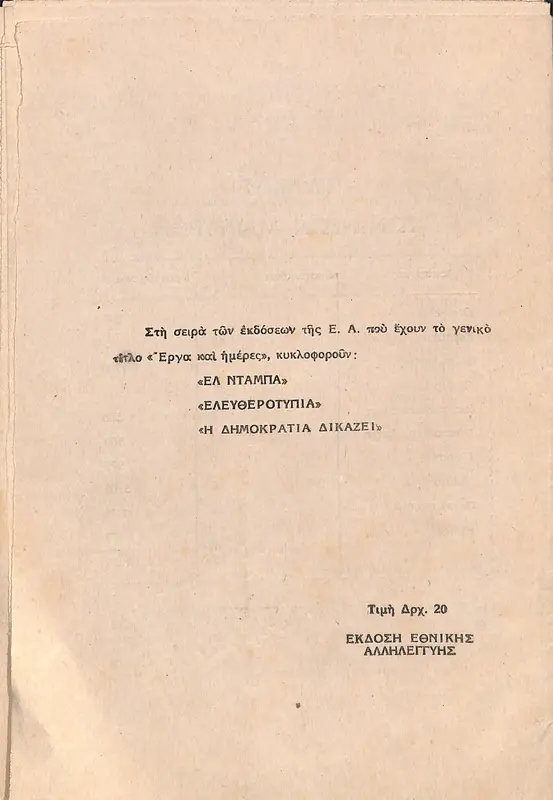 Στὴ σειρὰ τῶν ἐκδόσεων τῆς Ε. Α. ποὺ ἔχουν τὸ γενικὸ
τίτλο «Ἔργα καὶ ἡμέρες», κυκλοφοροῦν:
«ΕΛ ΝΤΑΜΠΑ»
«ΕΛΕΥΘΕΡΟΤΥΠΙΑ»
«Η ΔΗΜΟΚΡΑΤΙΑ ΔΙΚΑΖΕΙ»
Τιμὴ Δρχ. 20
ΕΚΔΟΣΗ ΕΘΝΙΚΗΣ
ΑΛΛΗΛΕΓΓΥΗΣ